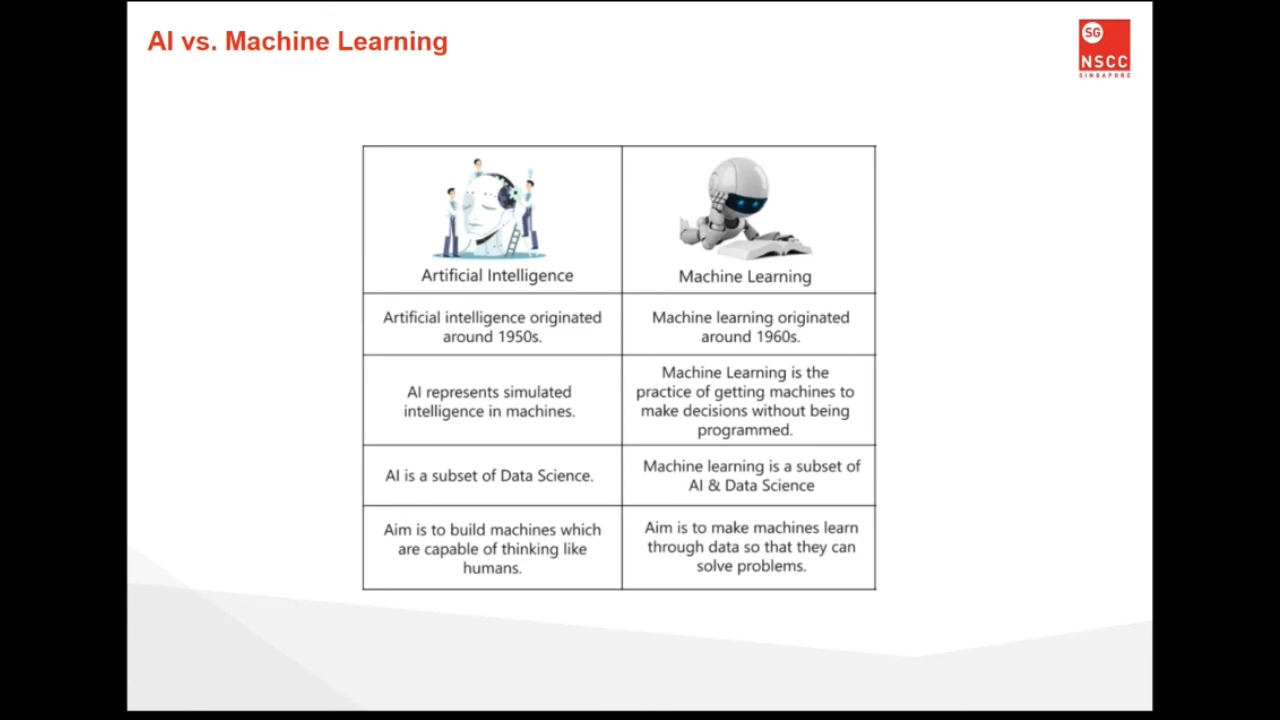 AI vs. Machine Learning
SG
NSCC
SINGAPORE
Artificial Intelligence
Machine Learning
Artificial intelligence originated
around 1950s.
Machine learning originated
around 1960s.
AI represents simulated
intelligence in machines.
Machine Learning is the
practice of getting machines to
make decisions without being
programmed.
AI is a subset of Data Science.
Machine learning is a subset of
AI & Data Science
Aim is to build machines which
are capable of thinking like
humans.
Aim is to make machines learn
through data so that they can
solve problems.